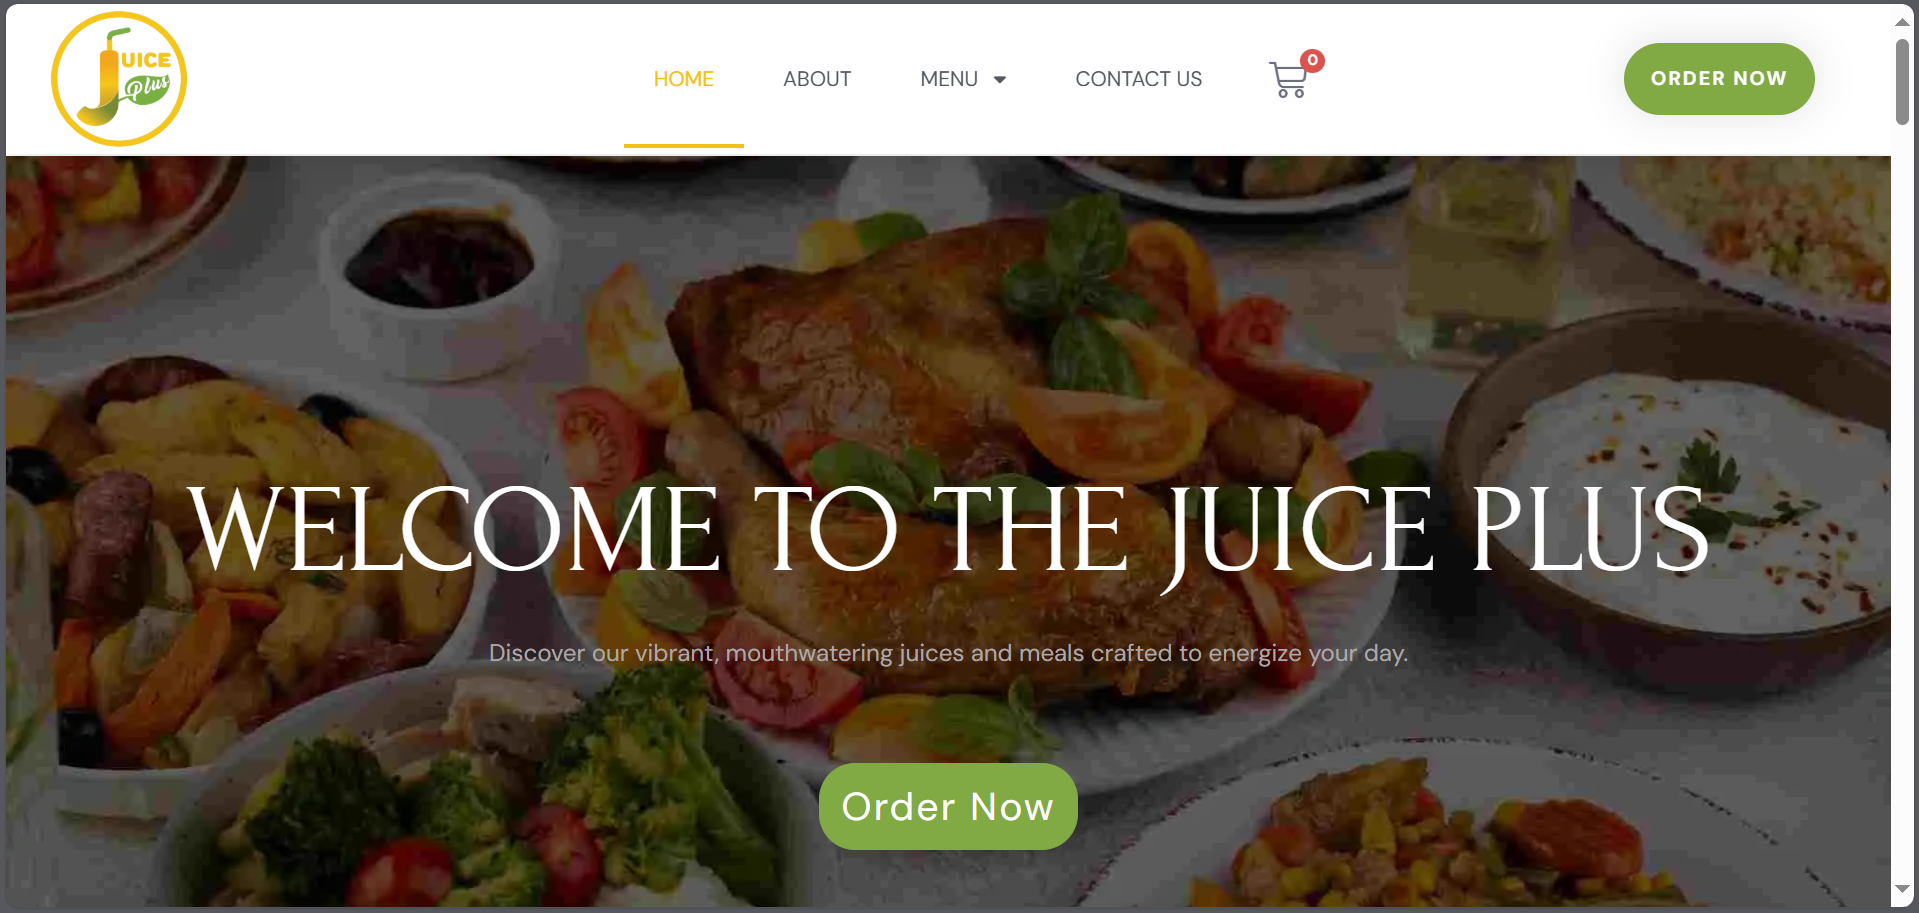 JUICE
Plus
HOME
ABOUT
MENU
CONTACT US
0
ORDER NOW
WELCOME TO THE JUICE PLUS
Discover our vibrant, mouthwatering juices and meals crafted to energize your day.
Order Now